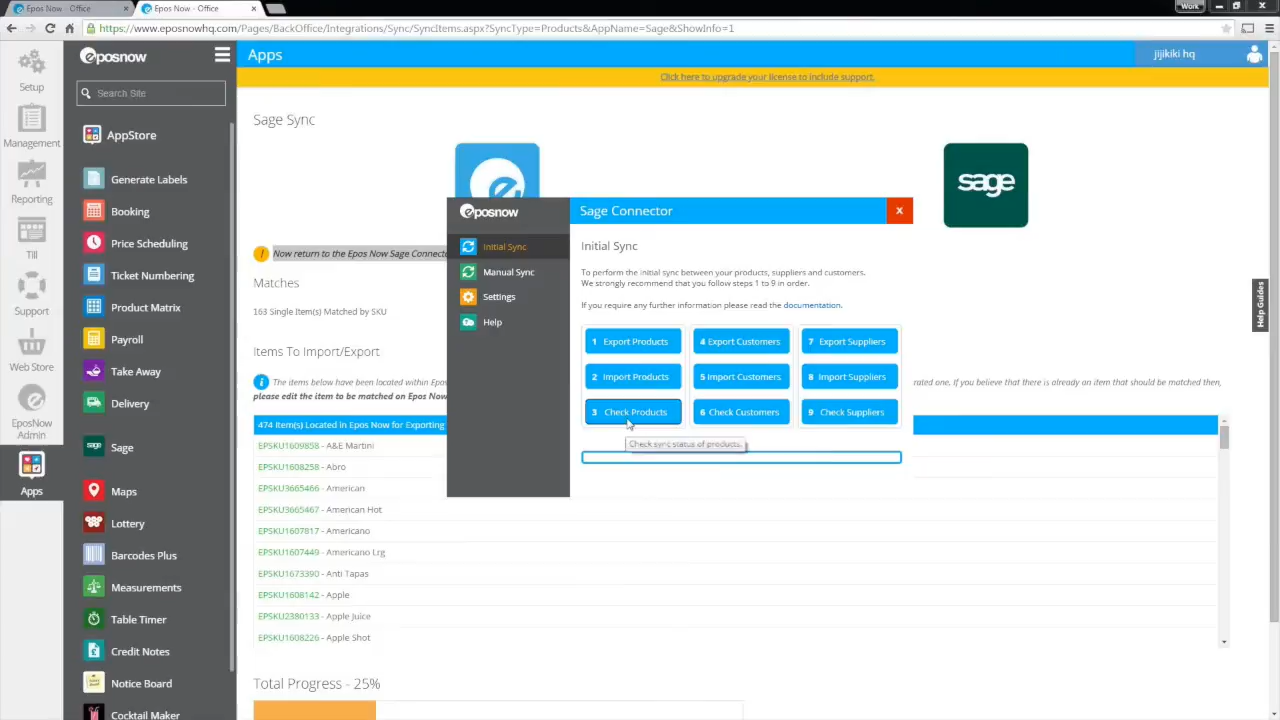 Epos Now - Office
Epos Now - Office
Work
https://www.eposnowhq.com/Pages/BackOffice/Integrations/Sync/SyncItems.aspx?SyncType=Products&AppName=Sage&ShowInfo=1
eposnow
Apps
jijikiki hq
Click here to upgrade your license to include support.
Setup
Management
Reporting
Till
Support
Web Store
EposNow
Admin
Apps
Search Site
AppStore
Generate Labels
Booking
Price Scheduling
Ticket Numbering
Product Matrix
Payroll
Take Away
Delivery
Sage
Maps
Lottery
Barcodes Plus
Measurements
Table Timer
Credit Notes
Notice Board
Cocktail Maker
Sage Sync
sage
Now return to the Epos Now Sage Connecto
Matches
163 Single Item(s) Matched by SKU
Items To Import/Export
The items below have been located within Epos
rated one. If you believe that there is already an item that should be matched then,
please edit the item to be matched on Epos Now
474 Item(s) Located in Epos Now for Exporting
EPSKU1609858 - A&E Martini
EPSKU1608258 - Abro
EPSKU3665466 - American
EPSKU3665467 - American Hot
EPSKU1607817 - Americano
EPSKU1607449 - Americano Lrg
EPSKU1673390 - Anti Tapas
EPSKU1608142 - Apple
EPSKU2380133 - Apple Juice
EPSKU1608226 - Apple Shot
Total Progress - 25%
Help Guides
eposnow
Sage Connector
x
Initial Sync
Manual Sync
Settings
Help
Initial Sync
To perform the initial sync between your products, suppliers and customers.
We strongly recommend that you follow steps 1 to 9 in order.
If you require any further information please read the documentation.
1 Export Products
4 Export Customers
7 Export Suppliers
2 Import Products
5 Import Customers
8 Import Suppliers
3 Check Products
6 Check Customers
9 Check Suppliers
Check sync status of products.